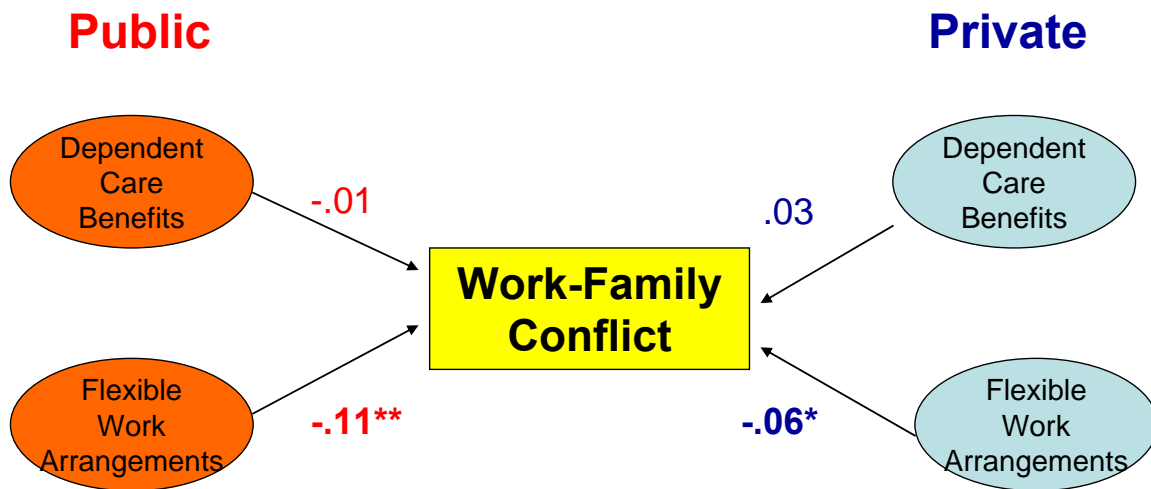 Public
Private
Dependent
Care
Benefits
-.01
Dependent
Care
Benefits
.03
Work-Family
Conflict
Flexible
Work
Arrangements
-.11**
Flexible
Work
Arrangements
-.06*